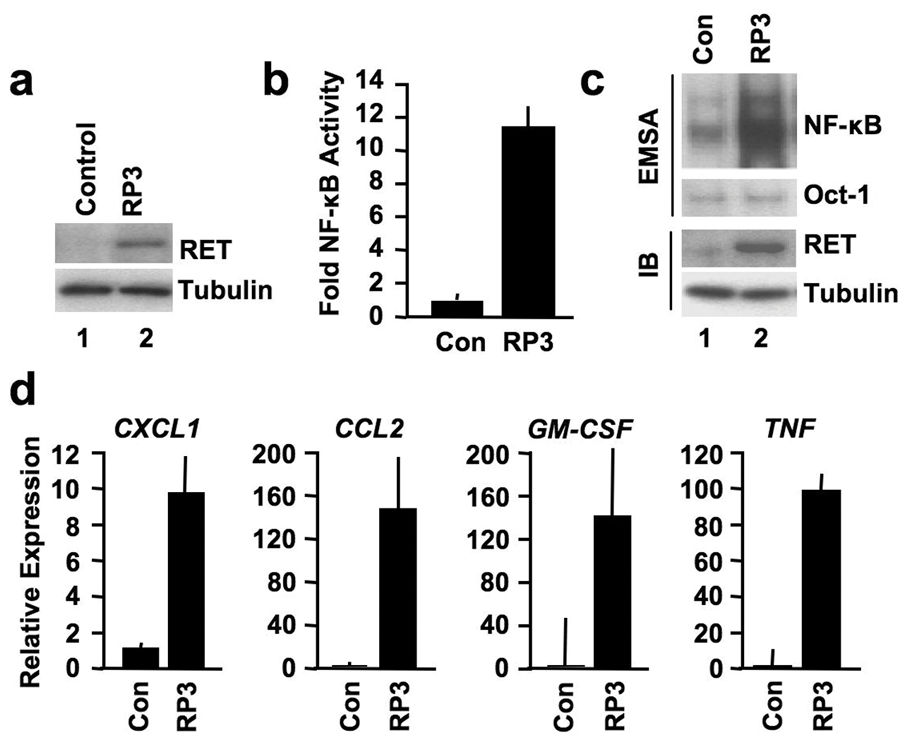 a
Control
RP3
RET
Tubulin
1 2
b
Fold NF-κB Activity
14
12
10
8
6
4
2
0
Con RP3
c
Con
RP3
EMSA
NF-κB
Oct-1
IB
RET
Tubulin
1 2
d
Relative Expression
CXCL1
12
10
8
6
4
2
0
Con
RP3
CCL2
200
160
120
80
40
0
Con
RP3
GM-CSF
200
160
120
80
40
0
Con
RP3
TNF
120
100
80
60
40
20
0
Con
RP3